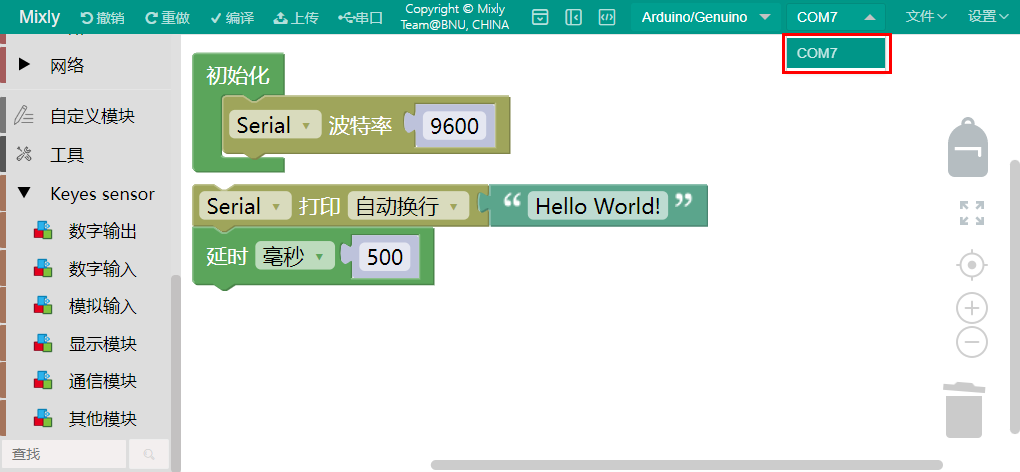 Mixly 撤销 重做 编译 上传 串口 Copyright © Mixly Arduino/Genuino COM7 文件 设置
Team@BNU, CHINA
COM7
网络
自定义模块
工具
Keyes sensor
数字输出
数字输入
模拟输入
显示模块
通信模块
其他模块
查找
初始化
Serial 波特率 9600
Serial 打印 自动换行 “ Hello World! ”
延时 毫秒 500